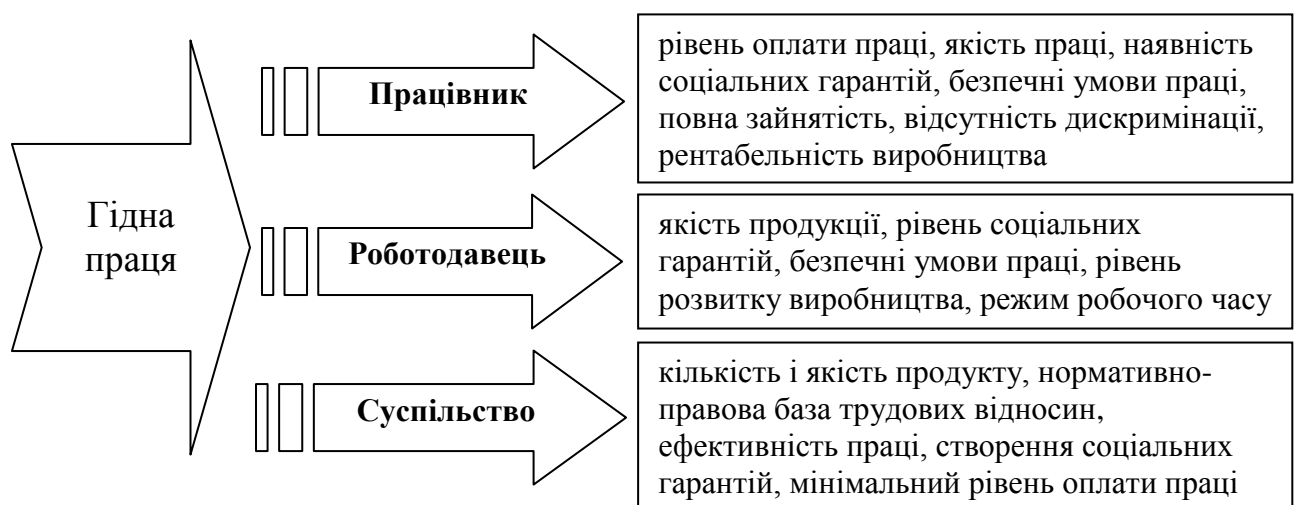 Гідна
праця
Працівник
рівень оплати праці, якість праці, наявність
соціальних гарантій, безпечні умови праці,
повна зайнятість, відсутність дискримінації,
рентабельність виробництва
Роботодавець
якість продукції, рівень соціальних
гарантій, безпечні умови праці, рівень
розвитку виробництва, режим робочого часу
Суспільство
кількість і якість продукту, нормативно-
правова база трудових відносин,
ефективність праці, створення соціальних
гарантій, мінімальний рівень оплати праці